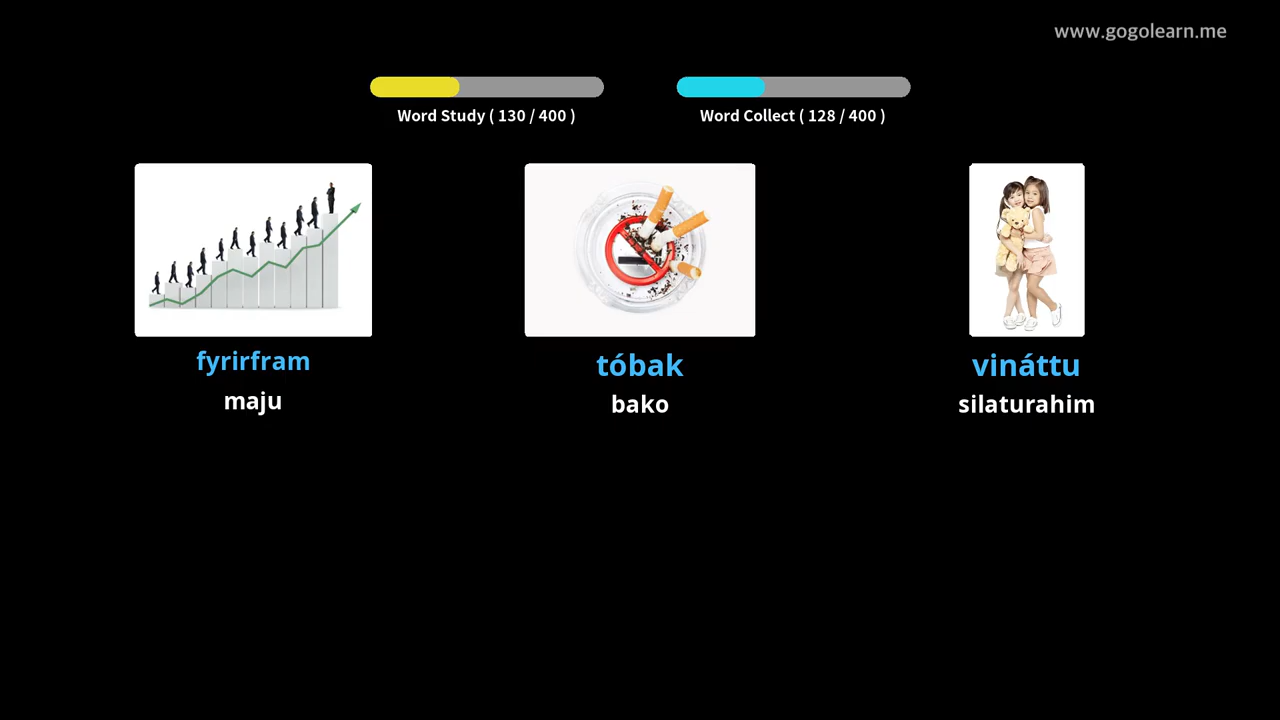 www.gogolearn.me
Word Study ( 130 / 400 )
Word Collect ( 128 / 400 )
fyrirfram
maju
tóbak
bako
vináttu
silaturahim